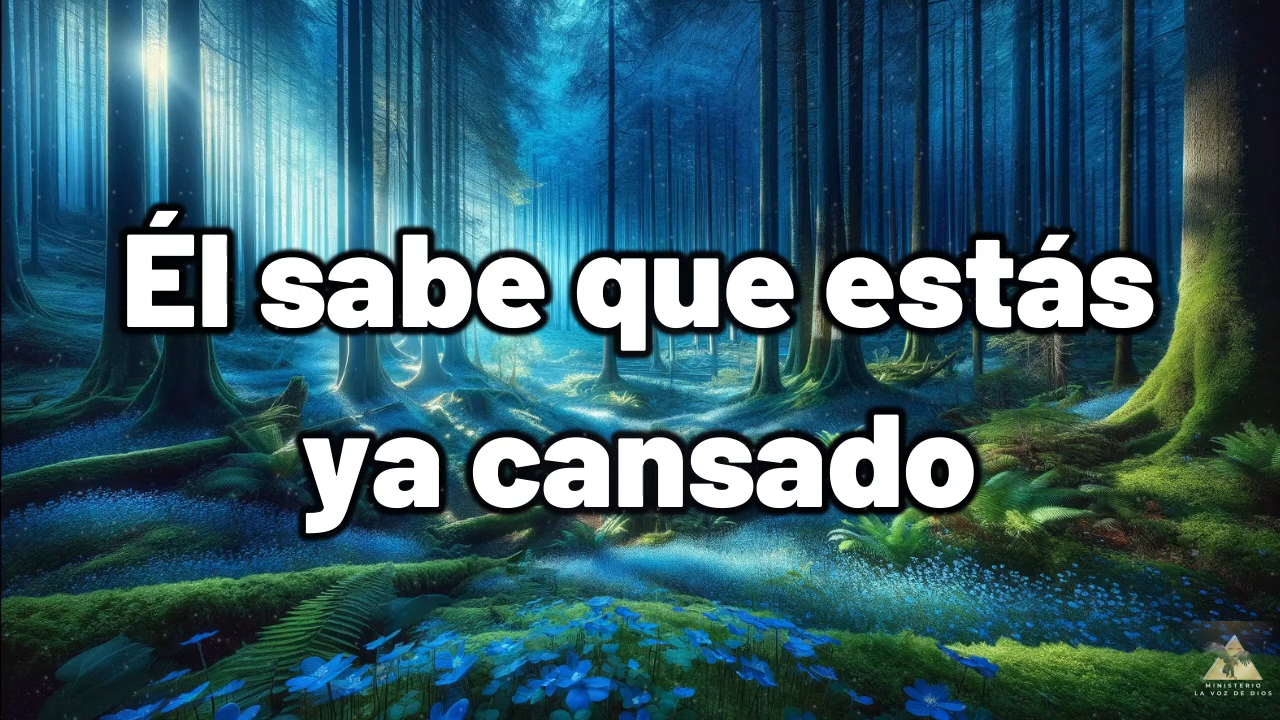 Él sabe que estás
ya cansado
MINISTERIO
LA VOZ DE DIOS